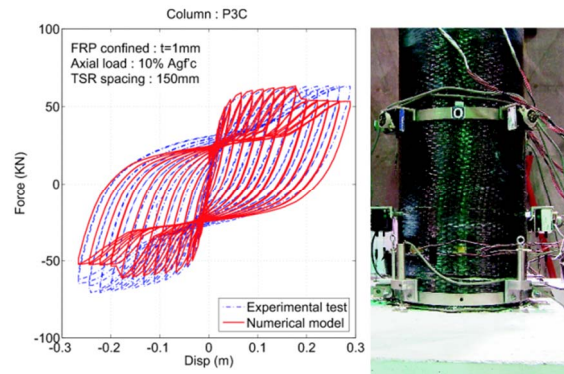 Column : P3C
FRP confined : t=1mm
Axial load : 10% Agf'c
TSR spacing : 150mm
100
50
0
-50
-100
Force (KN)
-0.3
-0.2
-0.1
0
0.1
0.2
0.3
Disp (m)
Experimental test
Numerical model